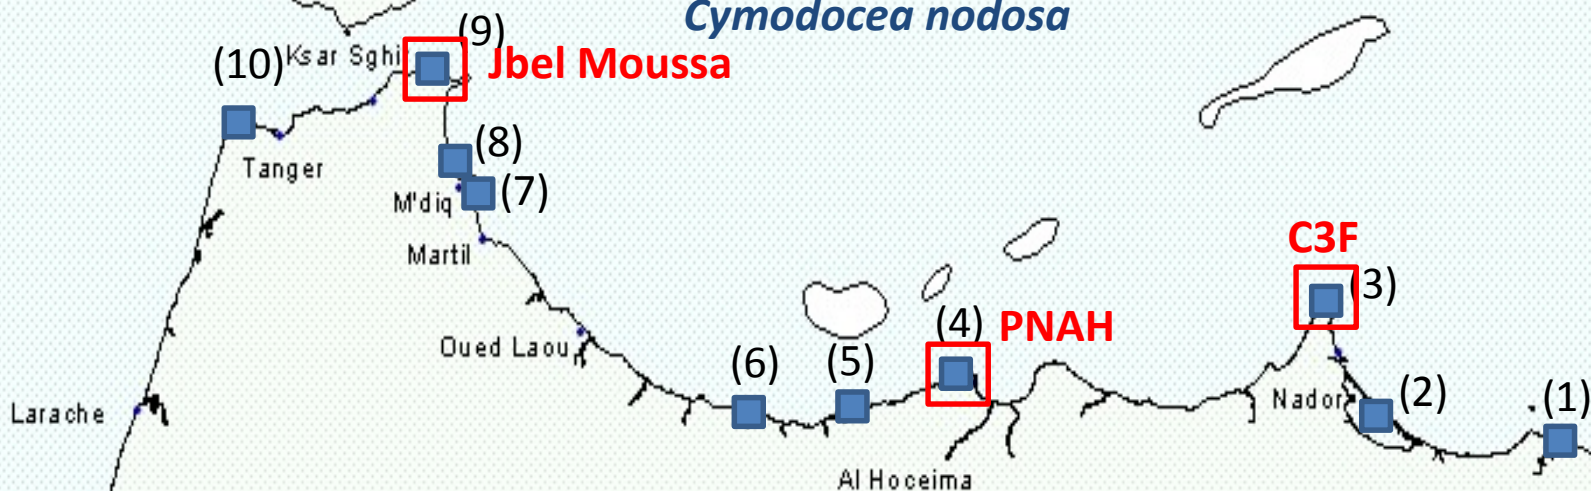 Cymodocea nodosa
(9)
Ksar Sghi
(10)
Jbel Moussa
(8)
Tanger
(7)
M'diq
Martil
C3F
(3)
(4)
PNAH
Oued Laou
(6)
(5)
Nador
(2)
(1)
Larache
Al Hoceima